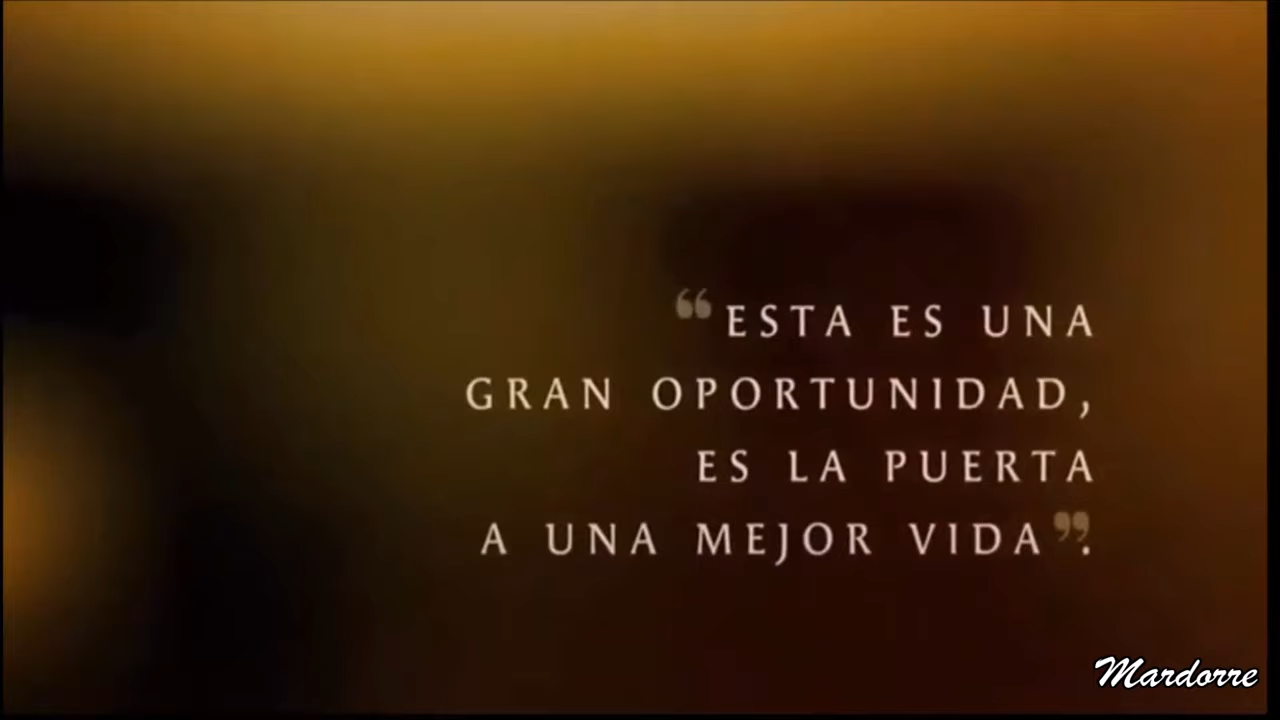 “ESTA ES UNA
GRAN OPORTUNIDAD,
ES LA PUERTA
A UNA MEJOR VIDA”.
Mardorre